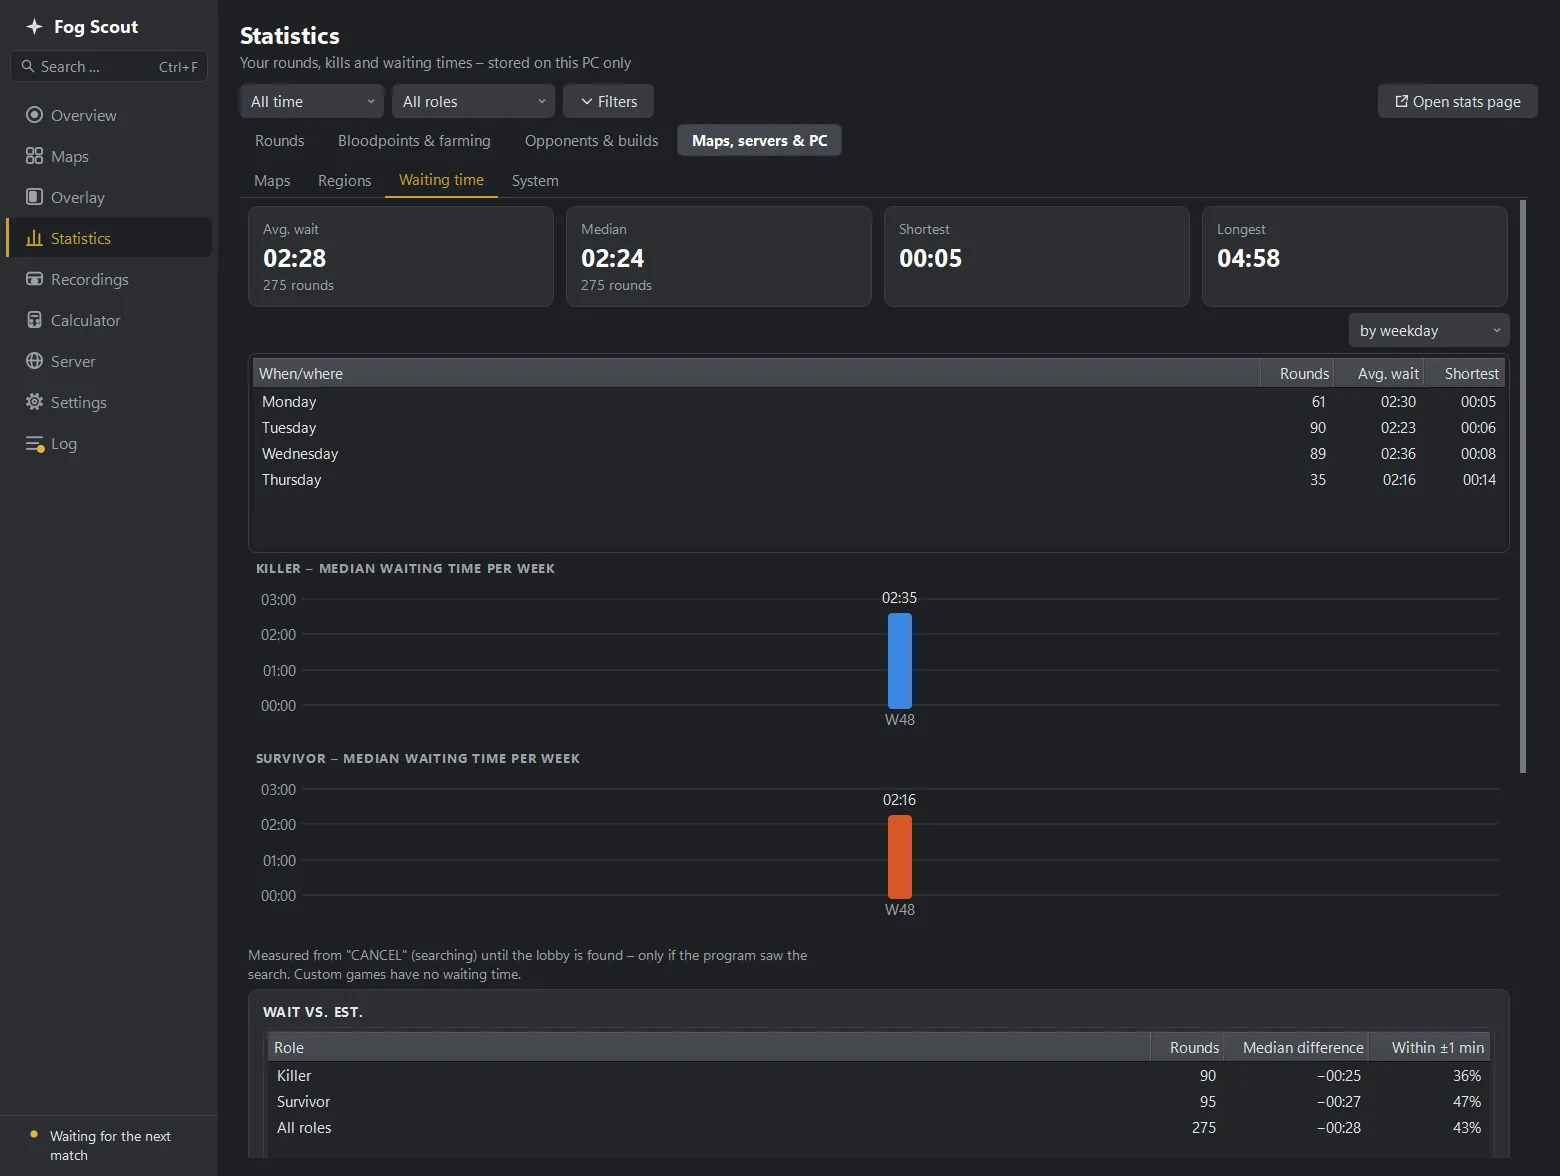 Fog Scout
Search ... Ctrl+F
Overview
Maps
Overlay
Statistics
Recordings
Calculator
Server
Settings
Log
Waiting for the next
match
Statistics
Your rounds, kills and waiting times – stored on this PC only
All time All roles Filters Open stats page
Rounds Bloodpoints & farming Opponents & builds Maps, servers & PC
Maps Regions Waiting time System
Avg. wait
02:28
275 rounds
Median
02:24
275 rounds
Shortest
00:05
Longest
04:58
by weekday
When/where Rounds Avg. wait Shortest
Monday 61 02:30 00:05
Tuesday 90 02:23 00:06
Wednesday 89 02:36 00:08
Thursday 35 02:16 00:14
KILLER – MEDIAN WAITING TIME PER WEEK
02:35
03:00
02:00
01:00
00:00
W48
SURVIVOR – MEDIAN WAITING TIME PER WEEK
03:00
02:16
02:00
01:00
00:00
W48
Measured from "CANCEL" (searching) until the lobby is found – only if the program saw the
search. Custom games have no waiting time.
WAIT VS. EST.
Role Rounds Median difference Within ±1 min
Killer 90 −00:25 36%
Survivor 95 −00:27 47%
All roles 275 −00:28 43%